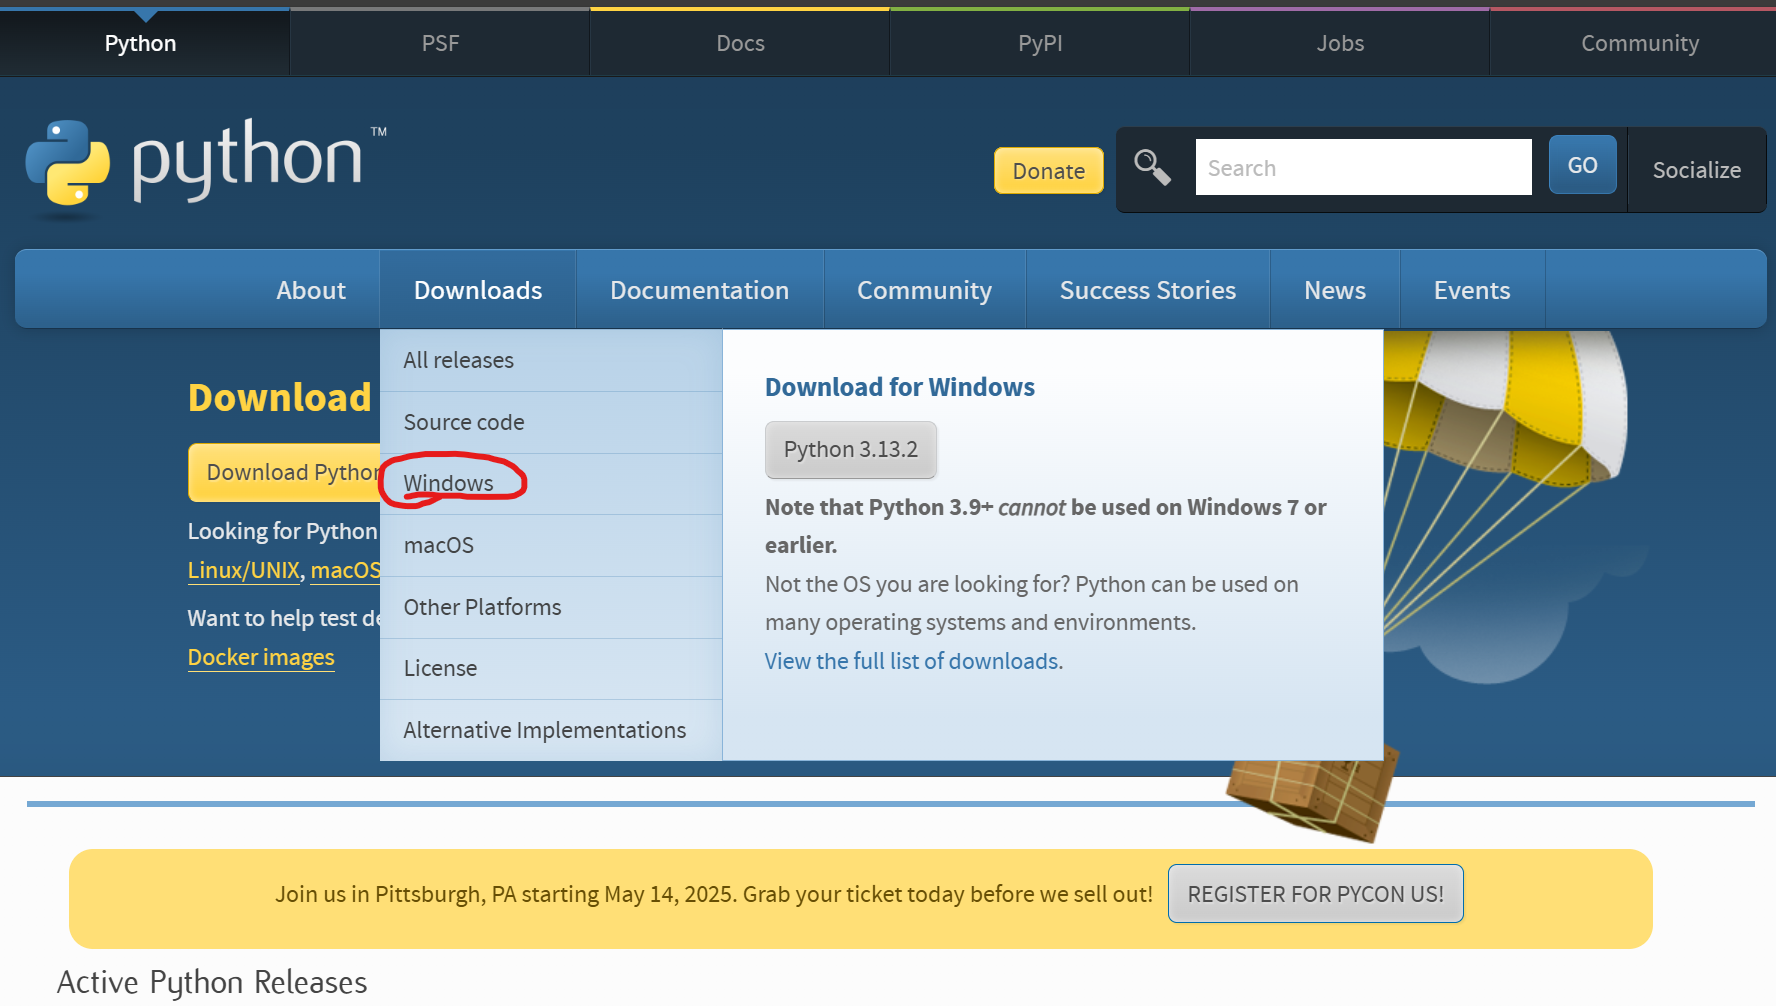 Python
PSF
Docs
PyPI
Jobs
Community
python™
Donate
Search
GO
Socialize
About
Downloads
Documentation
Community
Success Stories
News
Events
Download
Download Python
Looking for Python
Linux/UNIX, macOS
Want to help test de
Docker images
All releases
Source code
Windows
macOS
Other Platforms
License
Alternative Implementations
Download for Windows
Python 3.13.2
Note that Python 3.9+ cannot be used on Windows 7 or
earlier.
Not the OS you are looking for? Python can be used on
many operating systems and environments.
View the full list of downloads.
Join us in Pittsburgh, PA starting May 14, 2025. Grab your ticket today before we sell out!
REGISTER FOR PYCON US!
Active Python Releases